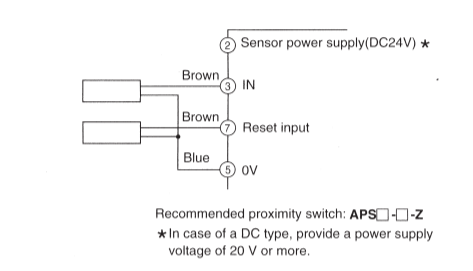 ② Sensor power supply(DC24V) ★
Brown
③ IN
Brown
⑦ Reset input
Blue
⑤ 0V
Recommended proximity switch: APS□-□-Z
★In case of a DC type, provide a power supply
voltage of 20 V or more.